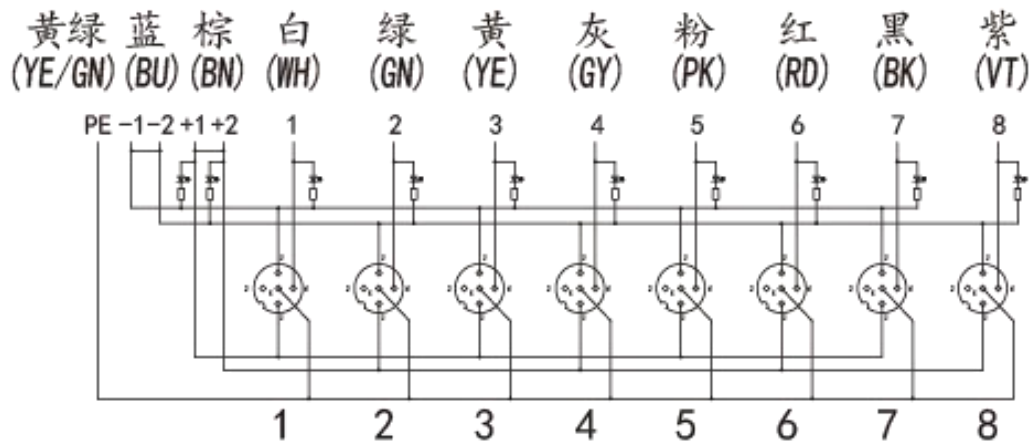 黄绿 蓝 棕 白 绿 黄 灰 粉 红 黑 紫
(YE/GN) (BU) (BN) (WH) (GN) (YE) (GY) (PK) (RD) (BK) (VT)
PE -1 -2 +1 +2 1 2 3 4 5 6 7 8
1 2 3 4 5 6 7 8